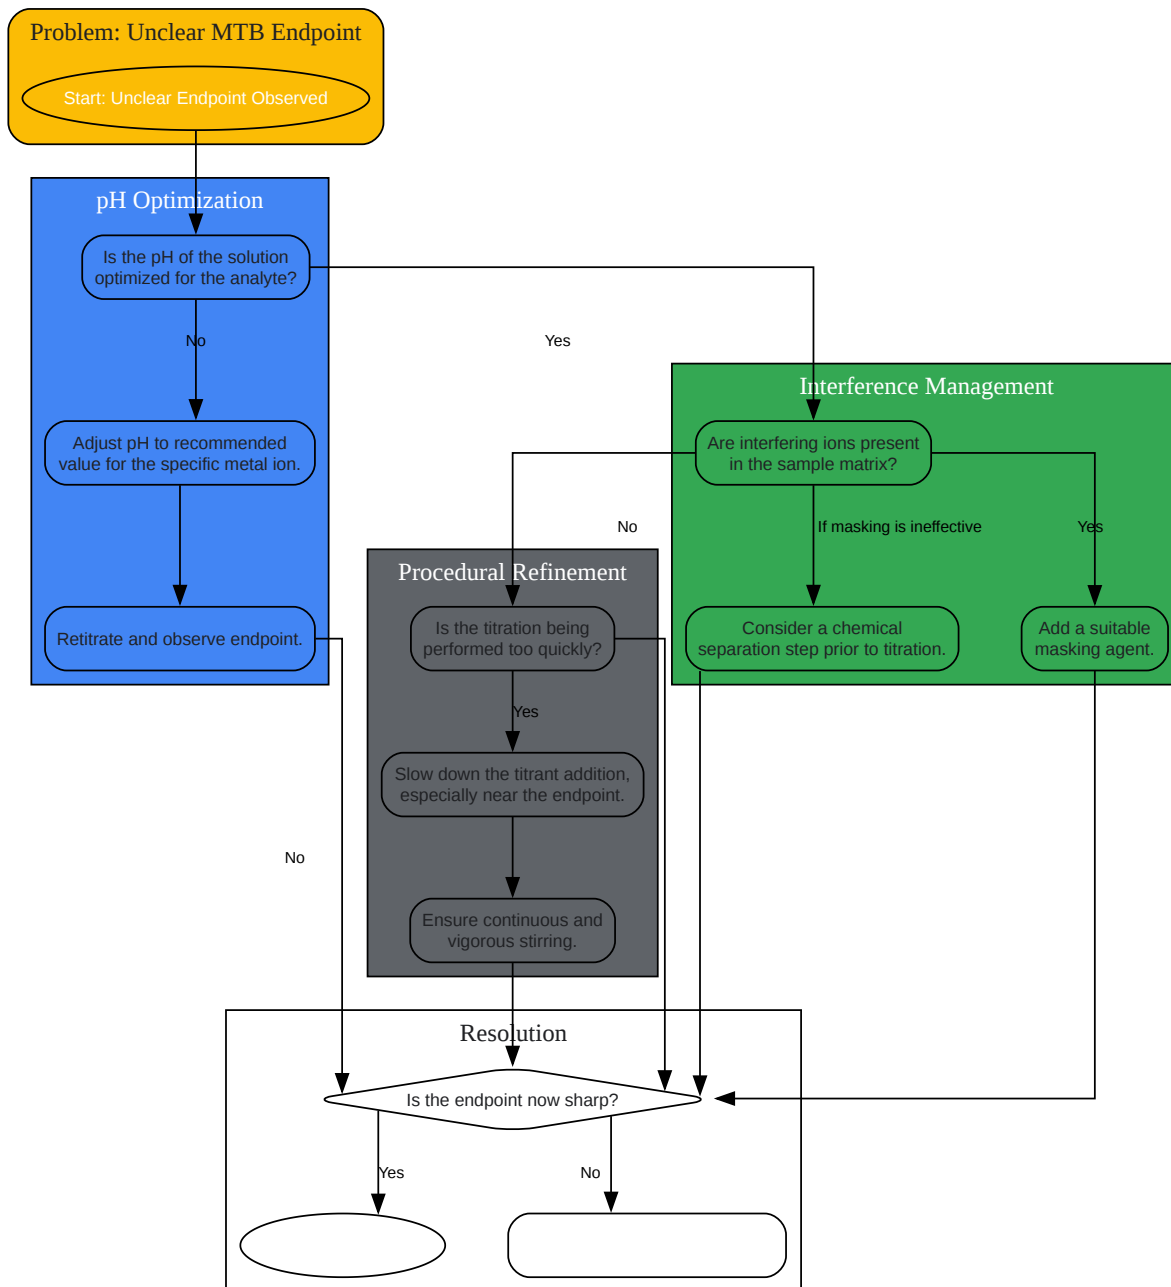 Problem: Unclear MTB Endpoint
Start: Unclear Endpoint Observed
pH Optimization
Is the pH of the solution
optimized for the analyte?
No
Yes
Adjust pH to recommended
value for the specific metal ion.
Retitrate and observe endpoint.
No
Interference Management
Are interfering ions present
in the sample matrix?
No
If masking is ineffective
Yes
Consider a chemical
separation step prior to titration.
Add a suitable
masking agent.
Procedural Refinement
Is the titration being
performed too quickly?
Yes
Slow down the titrant addition,
especially near the endpoint.
Ensure continuous and
vigorous stirring.
Resolution
Is the endpoint now sharp?
Yes
No